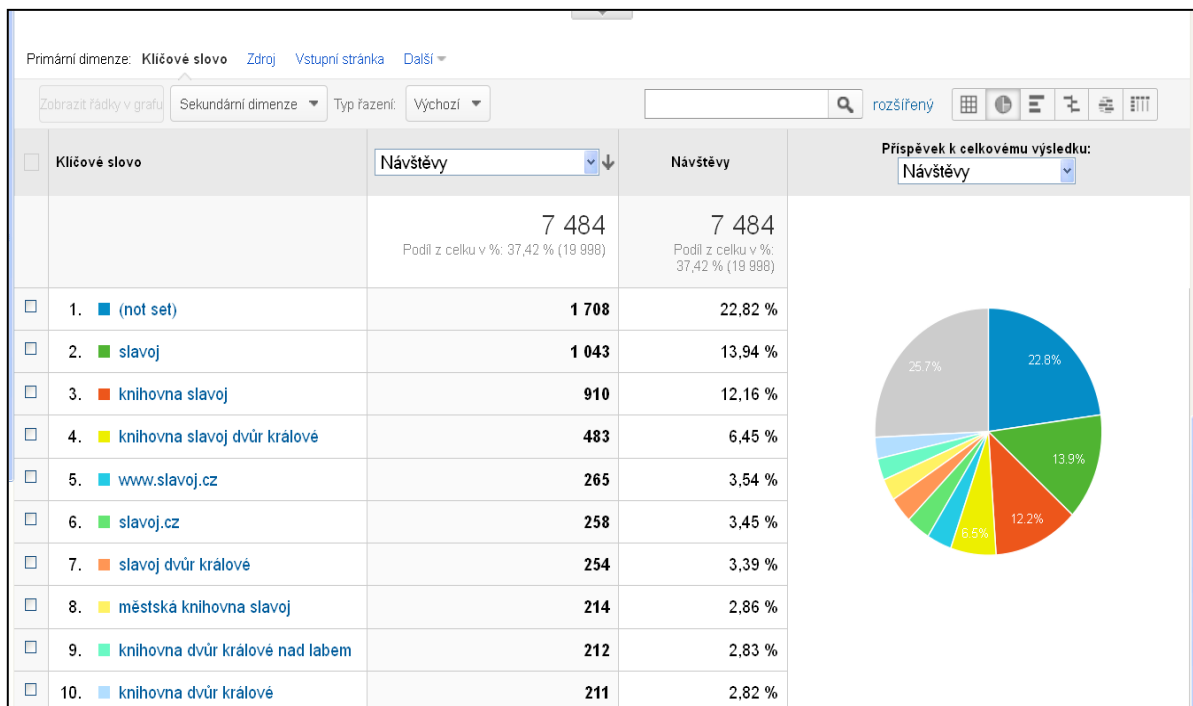 Primární dimenze: Klíčové slovo Zdroj Vstupní stránka Další
Zobrazit řádky v grafu Sekundární dimenze Typ řazení: Výchozí rozšířený
Klíčové slovo Návštěvy Návštěvy Příspěvek k celkovému výsledku:
Návštěvy
7 484 7 484
Podíl z celku v %: 37,42 % (19 998) Podíl z celku v %:
37,42 % (19 998)
1. (not set) 1 708 22,82 %
2. slavoj 1 043 13,94 %
3. knihovna slavoj 910 12,16 %
4. knihovna slavoj dvůr králové 483 6,45 %
5. www.slavoj.cz 265 3,54 %
6. slavoj.cz 258 3,45 %
7. slavoj dvůr králové 254 3,39 %
8. městská knihovna slavoj 214 2,86 %
9. knihovna dvůr králové nad labem 212 2,83 %
10. knihovna dvůr králové 211 2,82 %
25.7% 22.8%
13.9%
12.2%
6.5%